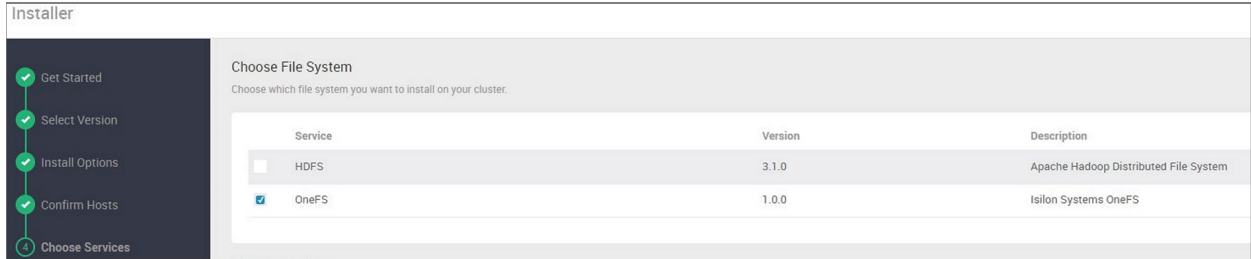 Installer
Get Started
Select Version
Install Options
Confirm Hosts
4 Choose Services
Choose File System
Choose which file system you want to install on your cluster.
Service Version Description
HDFS 3.1.0 Apache Hadoop Distributed File System
OneFS 1.0.0 Isilon Systems OneFS